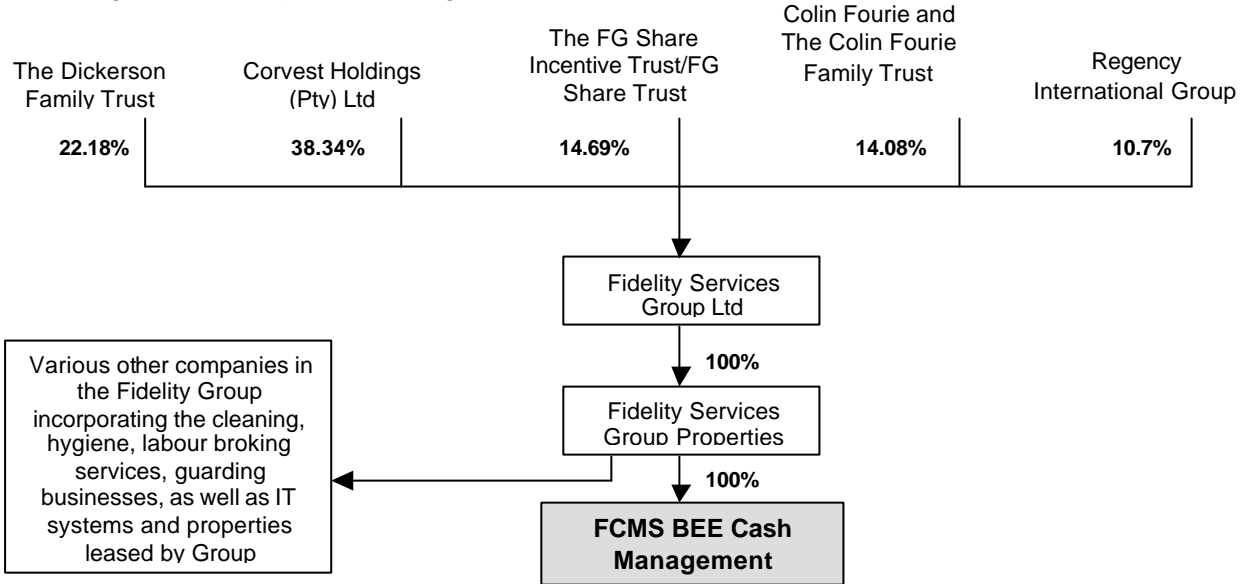 The Dickerson
Family Trust
Corvest Holdings
(Pty) Ltd
The FG Share
Incentive Trust/FG
Share Trust
Colin Fourie and
The Colin Fourie
Family Trust
Regency
International Group
22.18%
38.34%
14.69%
14.08%
10.7%
Fidelity Services
Group Ltd
100%
Fidelity Services
Group Properties
100%
Various other companies in
the Fidelity Group
incorporating the cleaning,
hygiene, labour broking
services, guarding
businesses, as well as IT
systems and properties
leased by Group
FCMS BEE Cash
Management